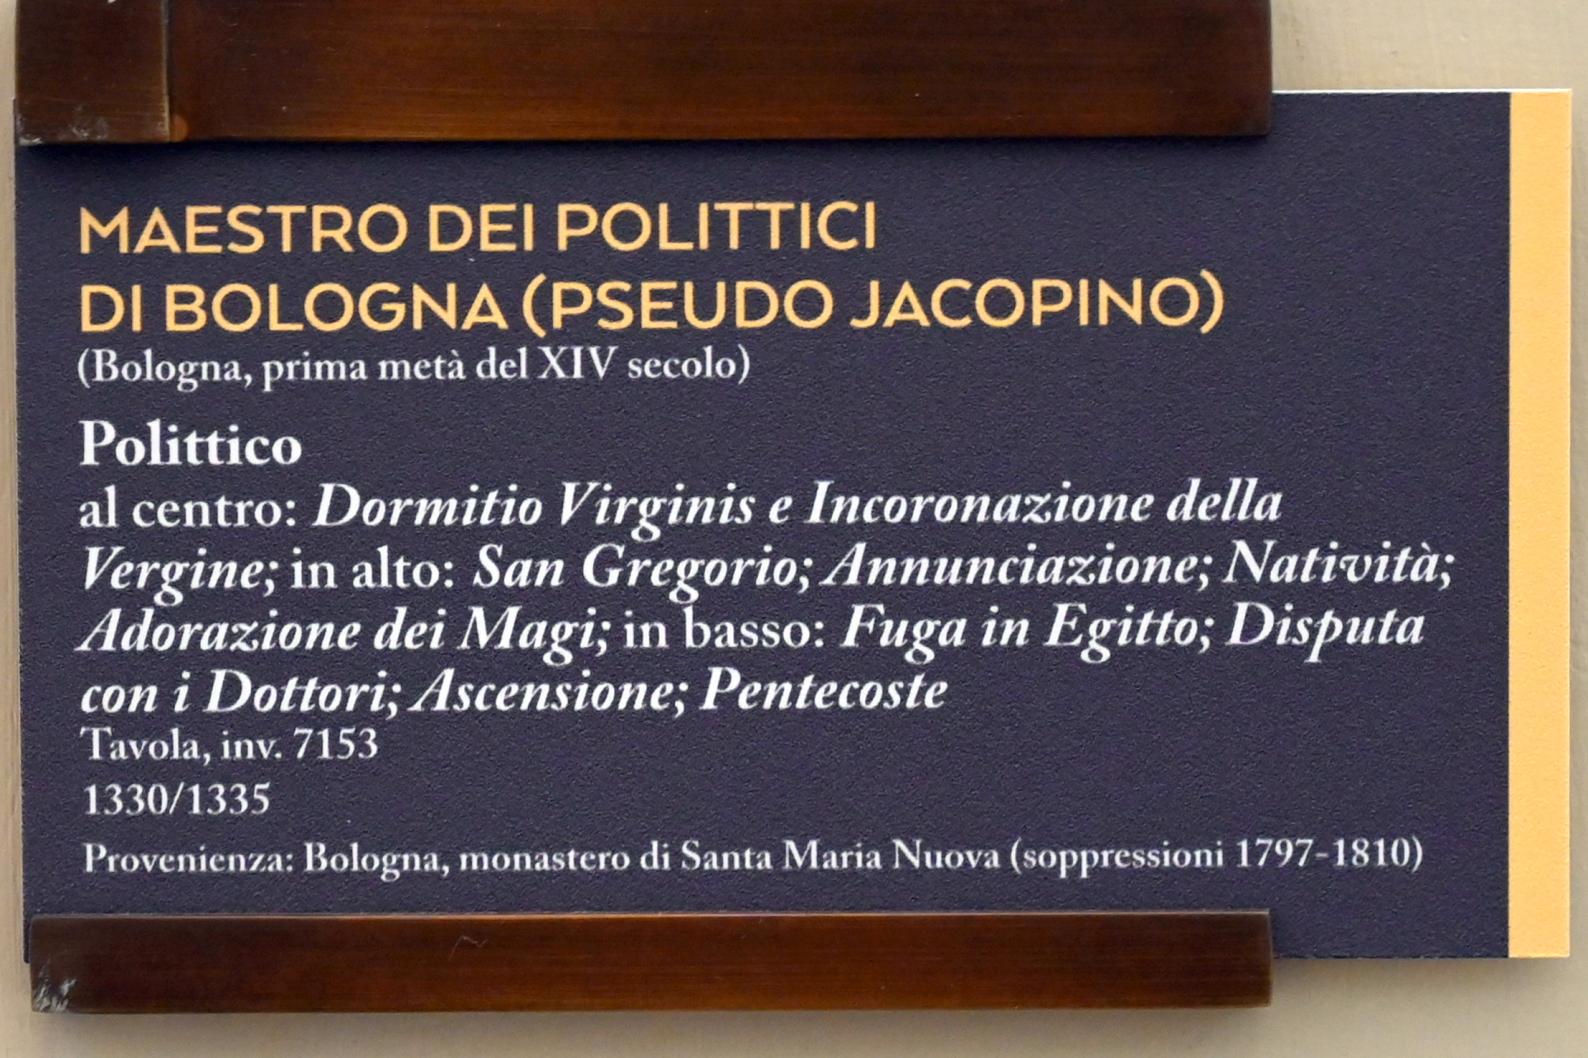 MAESTRO DEI POLITTICI
DI BOLOGNA (PSEUDO JACOPINO)
(Bologna, prima metà del XIV secolo)
Polittico
al centro: Dormitio Virginis e Incoronazione della
Vergine; in alto: San Gregorio; Annunciazione; Natività;
Adorazione dei Magi; in basso: Fuga in Egitto; Disputa
con i Dottori; Ascensione; Pentecoste
Tavola, inv. 7153
1330/1335
Provenienza: Bologna, monastero di Santa Maria Nuova (soppressioni 1797-1810)